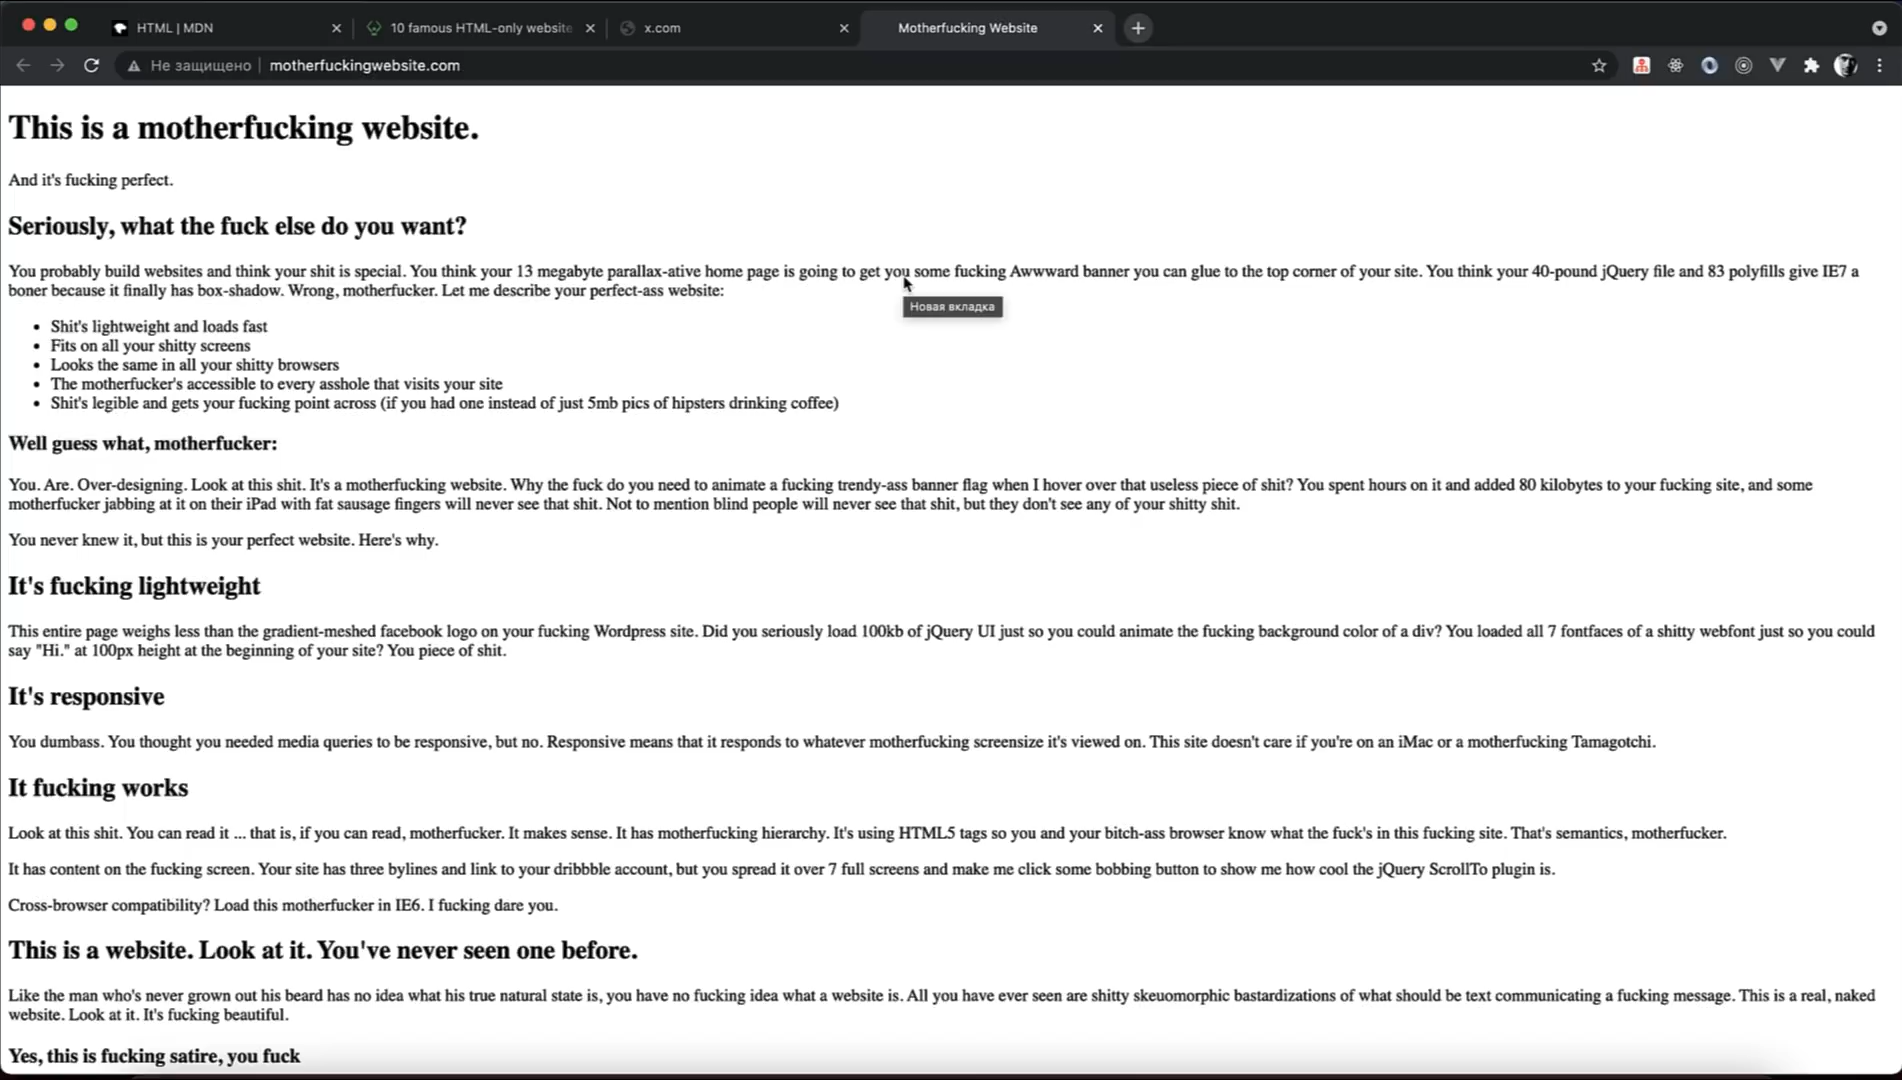 HTML | MDN
10 famous HTML-only website
x.com
Motherfucking Website
Не защищено
motherfuckingwebsite.com
This is a motherfucking website.
And it's fucking perfect.
Seriously, what the fuck else do you want?
You probably build websites and think your shit is special. You think your 13 megabyte parallax-ative home page is going to get you some fucking Awwward banner you can glue to the top corner of your site. You think your 40-pound jQuery file and 83 polyfills give IE7 a
boner because it finally has box-shadow. Wrong, motherfucker. Let me describe your perfect-ass website:
Новая вкладка
• Shit's lightweight and loads fast
• Fits on all your shitty screens
• Looks the same in all your shitty browsers
• The motherfucker's accessible to every asshole that visits your site
• Shit's legible and gets your fucking point across (if you had one instead of just 5mb pics of hipsters drinking coffee)
Well guess what, motherfucker:
You. Are. Over-designing. Look at this shit. It's a motherfucking website. Why the fuck do you need to animate a fucking trendy-ass banner flag when I hover over that useless piece of shit? You spent hours on it and added 80 kilobytes to your fucking site, and some
motherfucker jabbing at it on their iPad with fat sausage fingers will never see that shit. Not to mention blind people will never see that shit, but they don't see any of your shitty shit.
You never knew it, but this is your perfect website. Here's why.
It's fucking lightweight
This entire page weighs less than the gradient-meshed facebook logo on your fucking Wordpress site. Did you seriously load 100kb of jQuery UI just so you could animate the fucking background color of a div? You loaded all 7 fontfaces of a shitty webfont just so you could
say "Hi." at 100px height at the beginning of your site? You piece of shit.
It's responsive
You dumbass. You thought you needed media queries to be responsive, but no. Responsive means that it responds to whatever motherfucking screensize it's viewed on. This site doesn't care if you're on an iMac or a motherfucking Tamagotchi.
It fucking works
Look at this shit. You can read it ... that is, if you can read, motherfucker. It makes sense. It has motherfucking hierarchy. It's using HTML5 tags so you and your bitch-ass browser know what the fuck's in this fucking site. That's semantics, motherfucker.
It has content on the fucking screen. Your site has three bylines and link to your dribbble account, but you spread it over 7 full screens and make me click some bobbing button to show me how cool the jQuery ScrollTo plugin is.
Cross-browser compatibility? Load this motherfucker in IE6. I fucking dare you.
This is a website. Look at it. You've never seen one before.
Like the man who's never grown out his beard has no idea what his true natural state is, you have no fucking idea what a website is. All you have ever seen are shitty skeuomorphic bastardizations of what should be text communicating a fucking message. This is a real, naked
website. Look at it. It's fucking beautiful.
Yes, this is fucking satire, you fuck